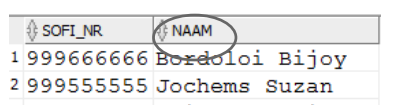 SOFI_NR NAAM
1 999666666 Bordoloi Bijoy
2 999555555 Jochems Suzan